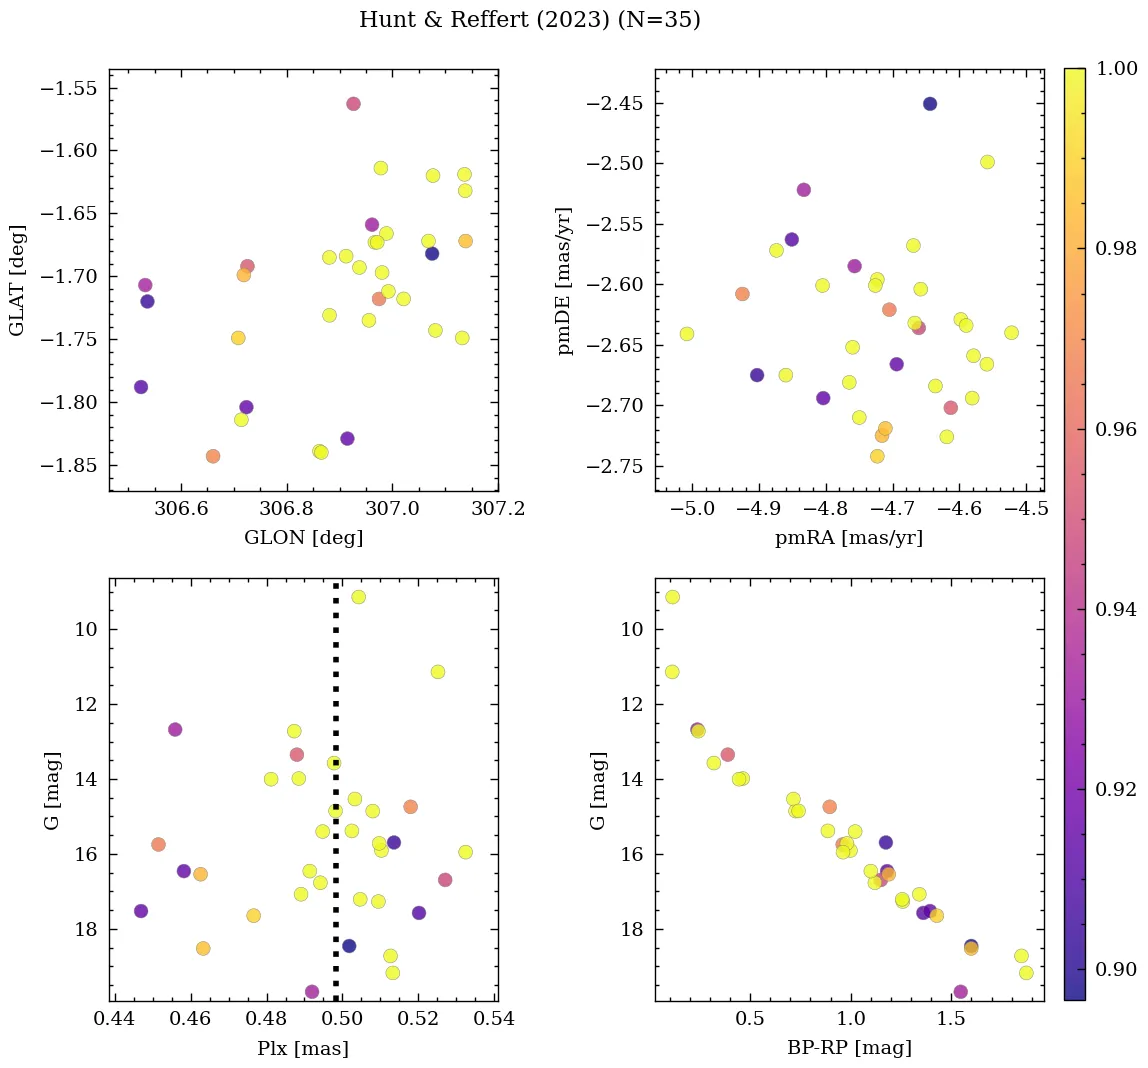 Hunt & Reffert (2023) (N=35)
−1.55
−1.60
−1.65
−1.70
−1.75
−1.80
−1.85
GLAT [deg]
306.6 306.8 307.0 307.2
GLON [deg]
−2.45
−2.50
−2.55
−2.60
−2.65
−2.70
−2.75
pmDE [mas/yr]
−5.0 −4.9 −4.8 −4.7 −4.6 −4.5
pmRA [mas/yr]
10
12
14
16
18
G [mag]
0.44 0.46 0.48 0.50 0.52 0.54
Plx [mas]
10
12
14
16
18
G [mag]
0.5 1.0 1.5
BP-RP [mag]
1.00
0.98
0.96
0.94
0.92
0.90